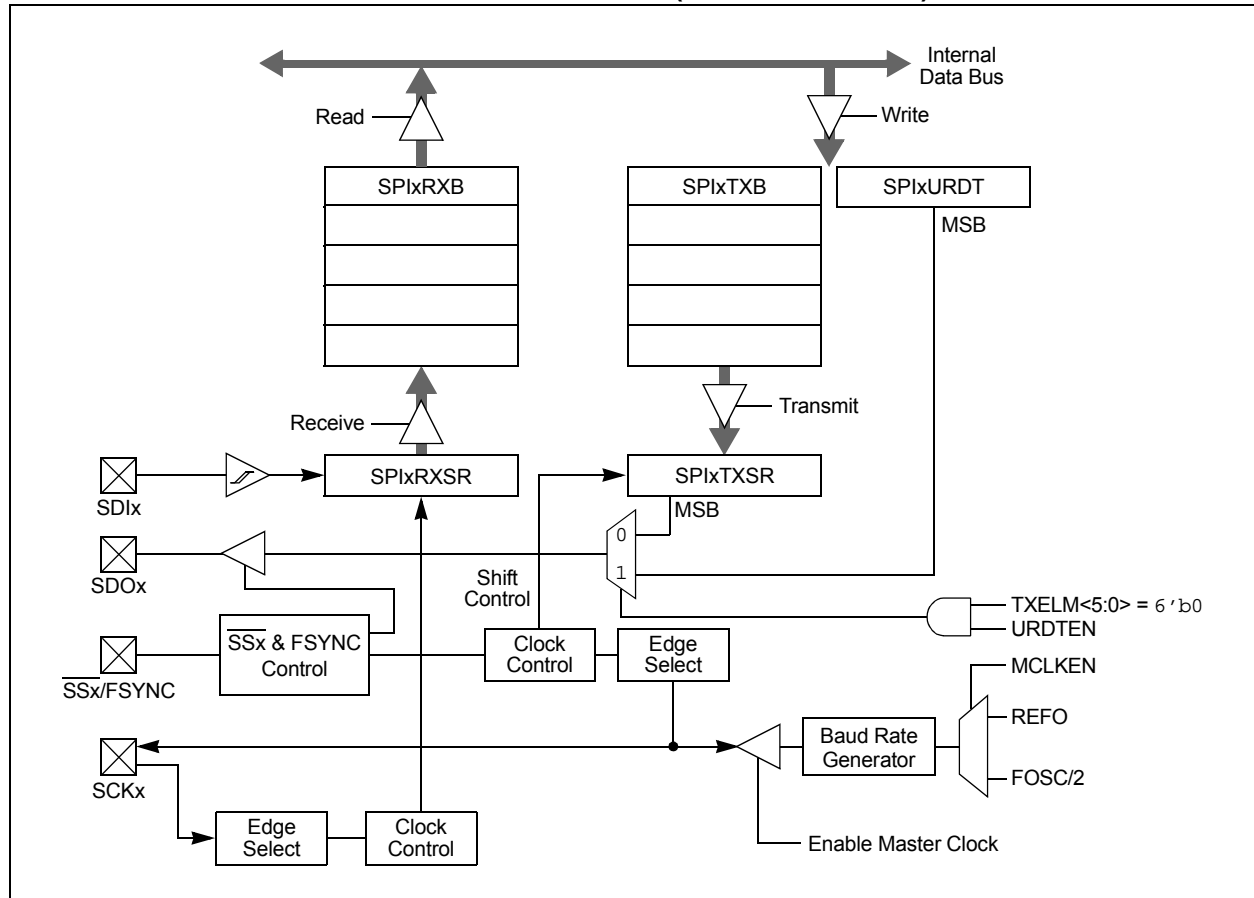 Internal
Data Bus
Read
Write
SPIxRXB
SPIxTXB
SPIxURDT
MSB
Receive
Transmit
SPIxRXSR
SPIxTXSR
SDIx
MSB
0
1
SDOx
Shift
Control
TXELM<5:0> = 6'b0
URDTEN
SSx & FSYNC
Control
Clock
Control
Edge
Select
SSx/FSYNC
MCLKEN
REFO
Baud Rate
Generator
FOSC/2
SCKx
Edge
Select
Clock
Control
Enable Master Clock